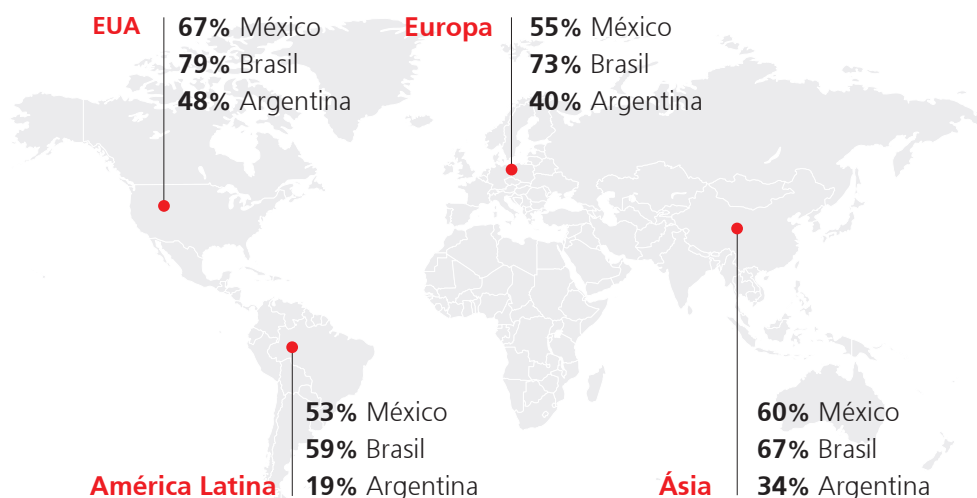 EUA
67% México
79% Brasil
48% Argentina
Europa
55% México
73% Brasil
40% Argentina
América Latina
53% México
59% Brasil
19% Argentina
Ásia
60% México
67% Brasil
34% Argentina